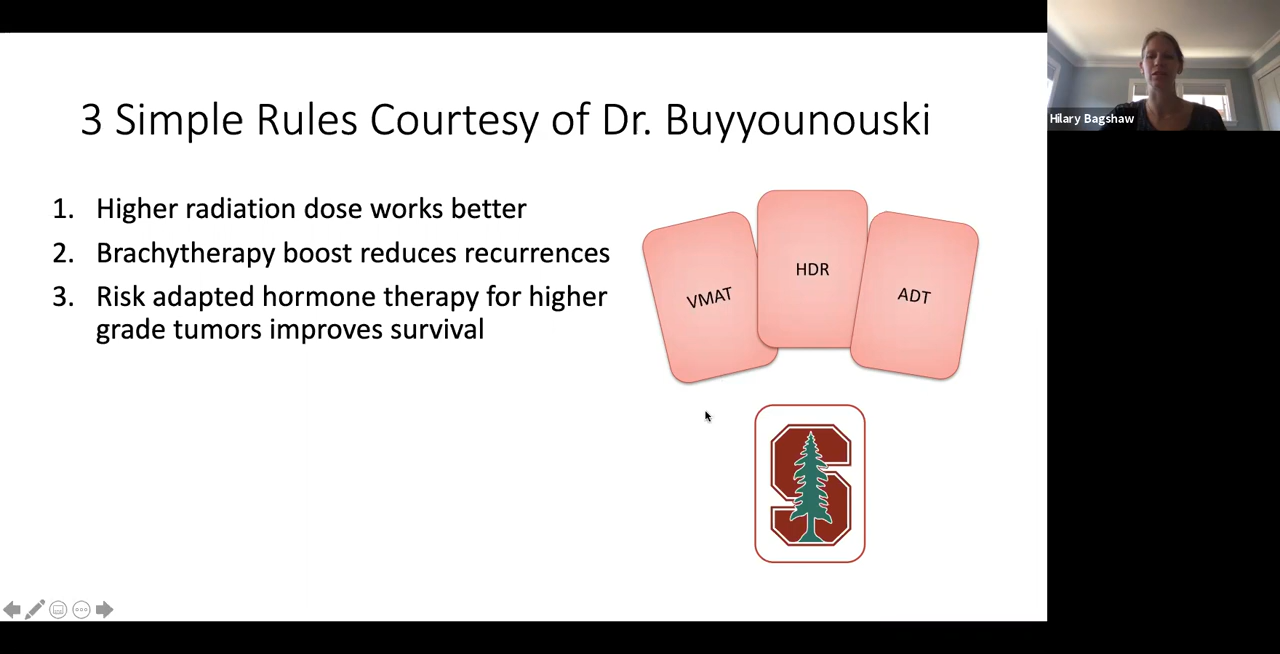 3 Simple Rules Courtesy of Dr. Buyyounouski
1. Higher radiation dose works better
2. Brachytherapy boost reduces recurrences
3. Risk adapted hormone therapy for higher
grade tumors improves survival
VMAT
HDR
ADT
S
Hilary Bagshaw